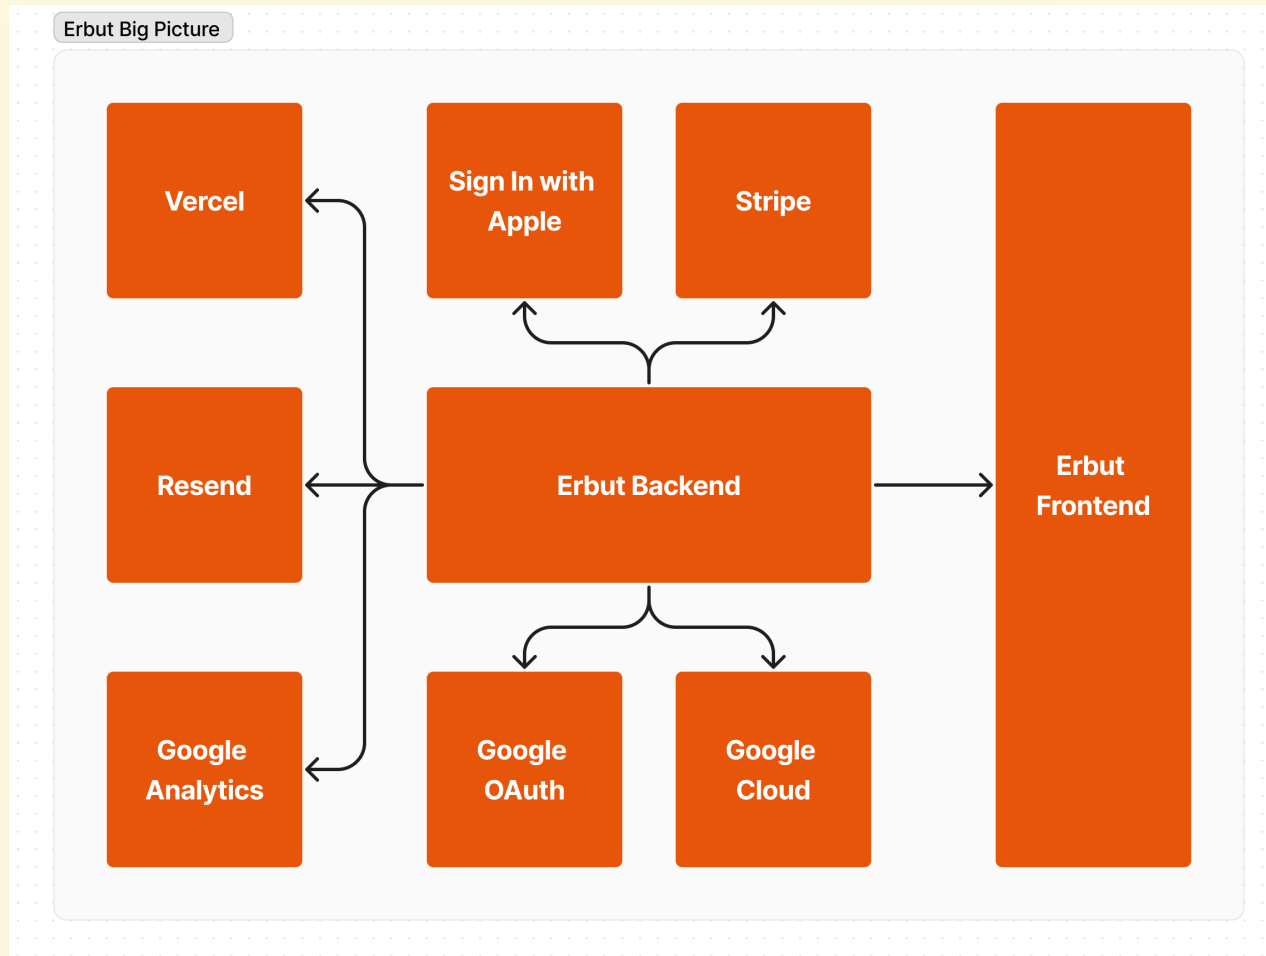 Erbut Big Picture
Vercel
Sign In with
Apple
Stripe
Resend
Erbut Backend
Erbut
Frontend
Google
Analytics
Google
OAuth
Google
Cloud